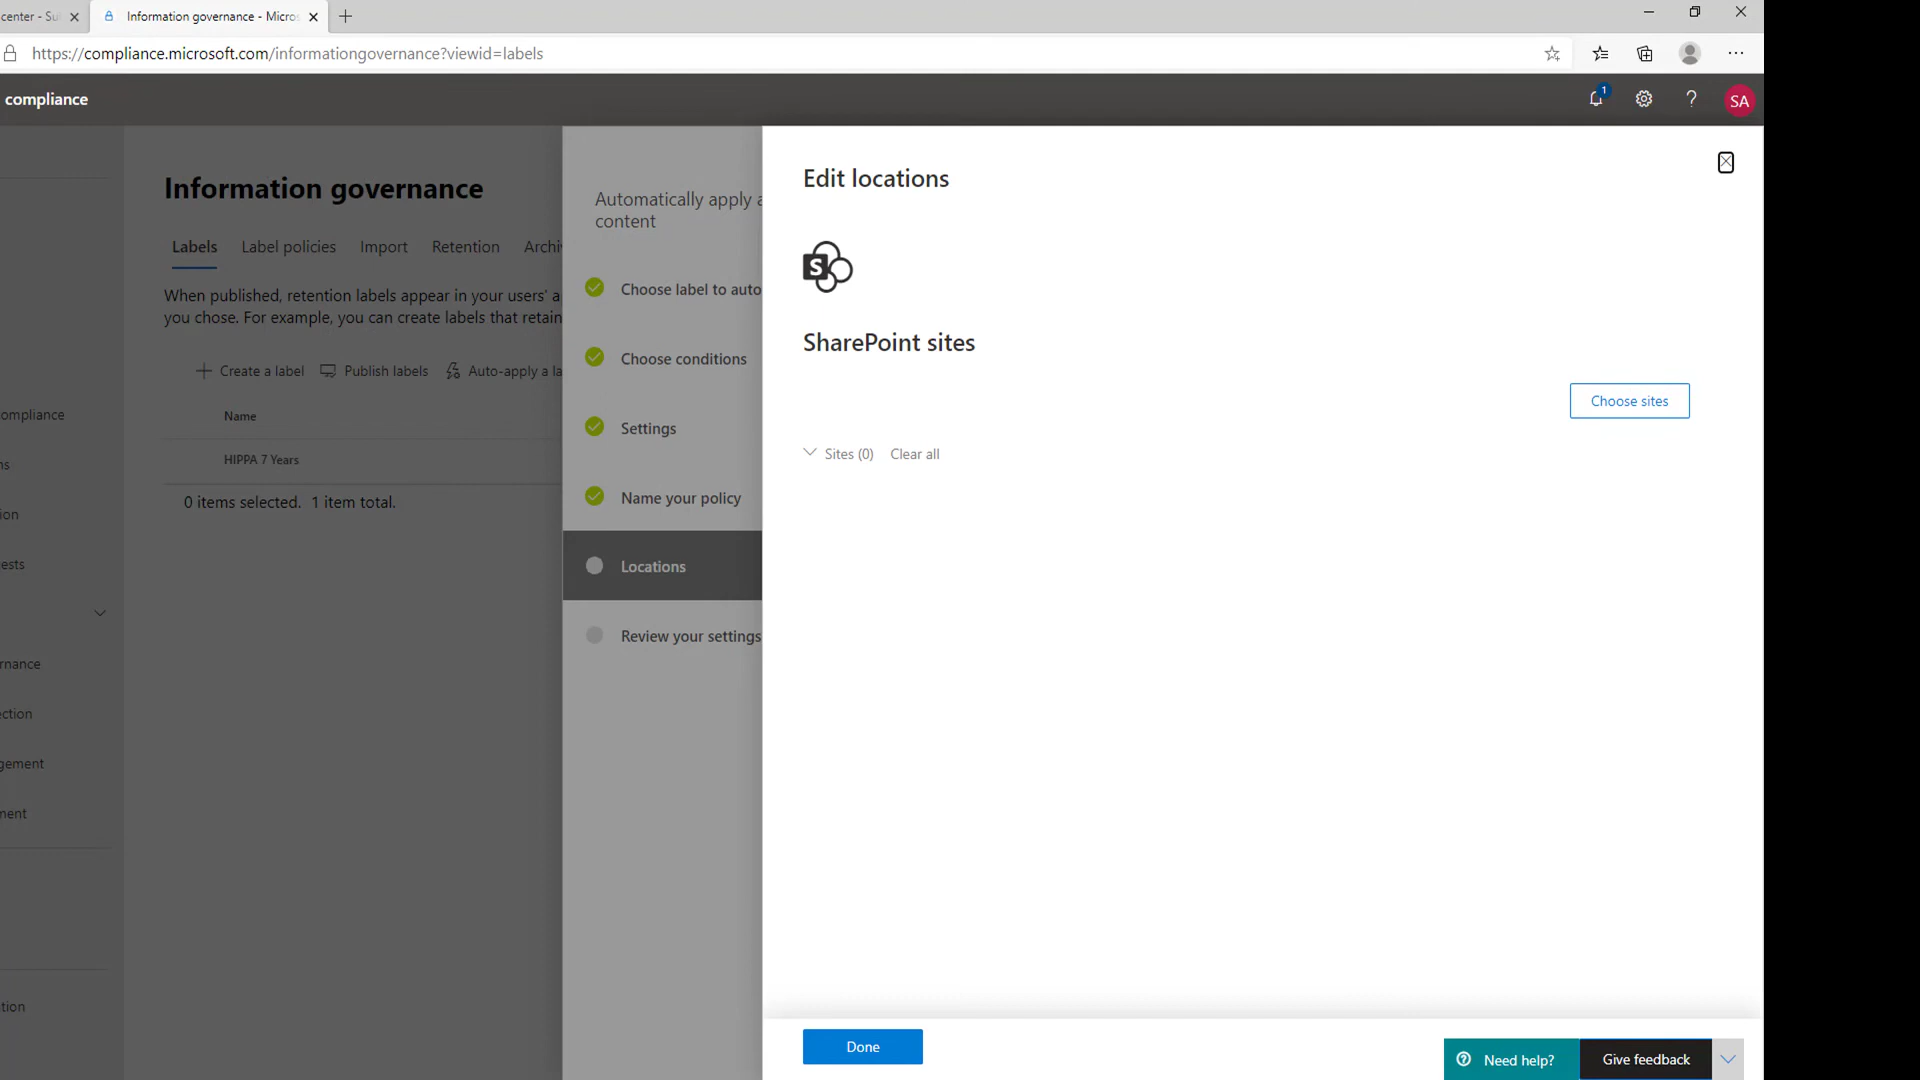 center - Su
Information governance - Micros
https://compliance.microsoft.com/informationgovernance?viewid=labels
compliance
1
?
SA
Information governance
Labels Label policies Import Retention Archi
When published, retention labels appear in your users' a
you chose. For example, you can create labels that retain
Create a label Publish labels Auto-apply a la
Name
HIPPA 7 Years
0 items selected. 1 item total.
ompliance
ns
ion
ests
rnance
ection
gement
ment
tion
Automatically apply a
content
Choose label to auto
Choose conditions
Settings
Name your policy
Locations
Review your settings
Edit locations
S
SharePoint sites
Choose sites
Sites (0) Clear all
Done
Need help?
Give feedback